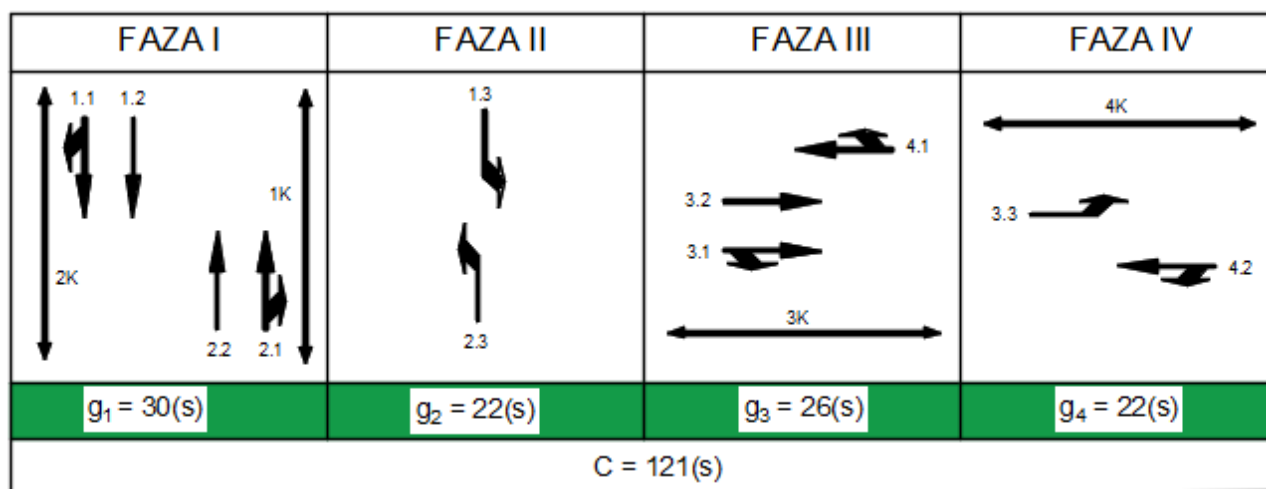 FAZA I FAZA II FAZA III FAZA IV
1.1 1.2
1K
2K
2.2 2.1
1.3
2.3
4.1
3.2
3.1
3K
4K
3.3
4.2
g₁ = 30(s) g₂ = 22(s) g₃ = 26(s) g₄ = 22(s)
C = 121(s)